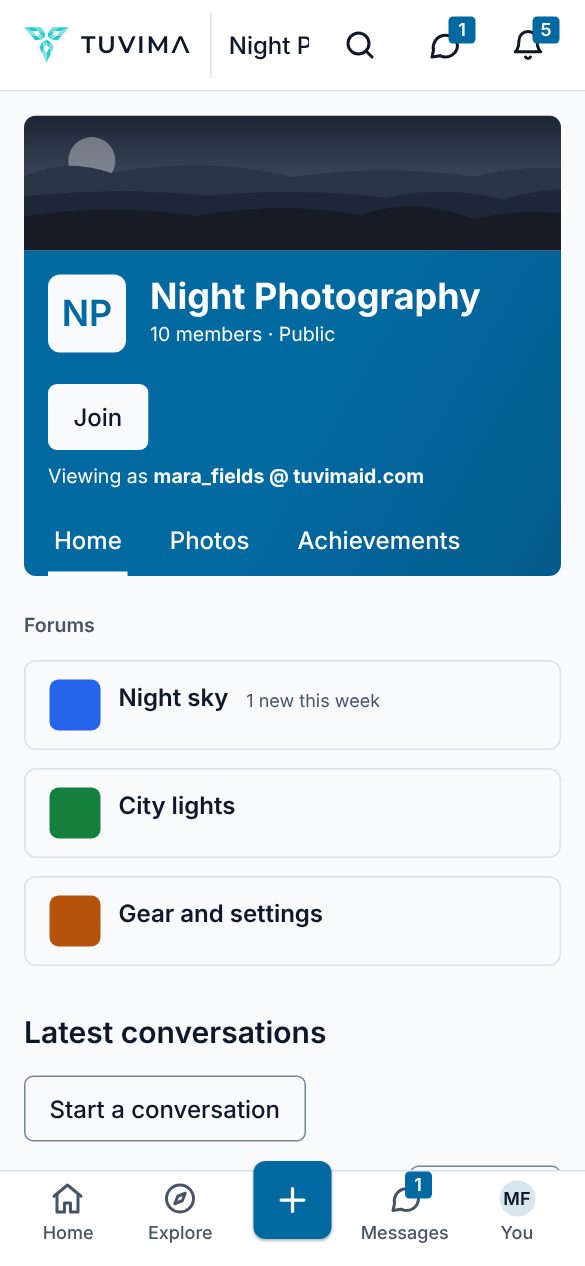 TUVIMA
Night P
1
5
NP
Night Photography
10 members · Public
Join
Viewing as mara_fields @ tuvimaid.com
Home
Photos
Achievements
Forums
Night sky
1 new this week
City lights
Gear and settings
Latest conversations
Start a conversation
Home
Explore
1
Messages
MF
You